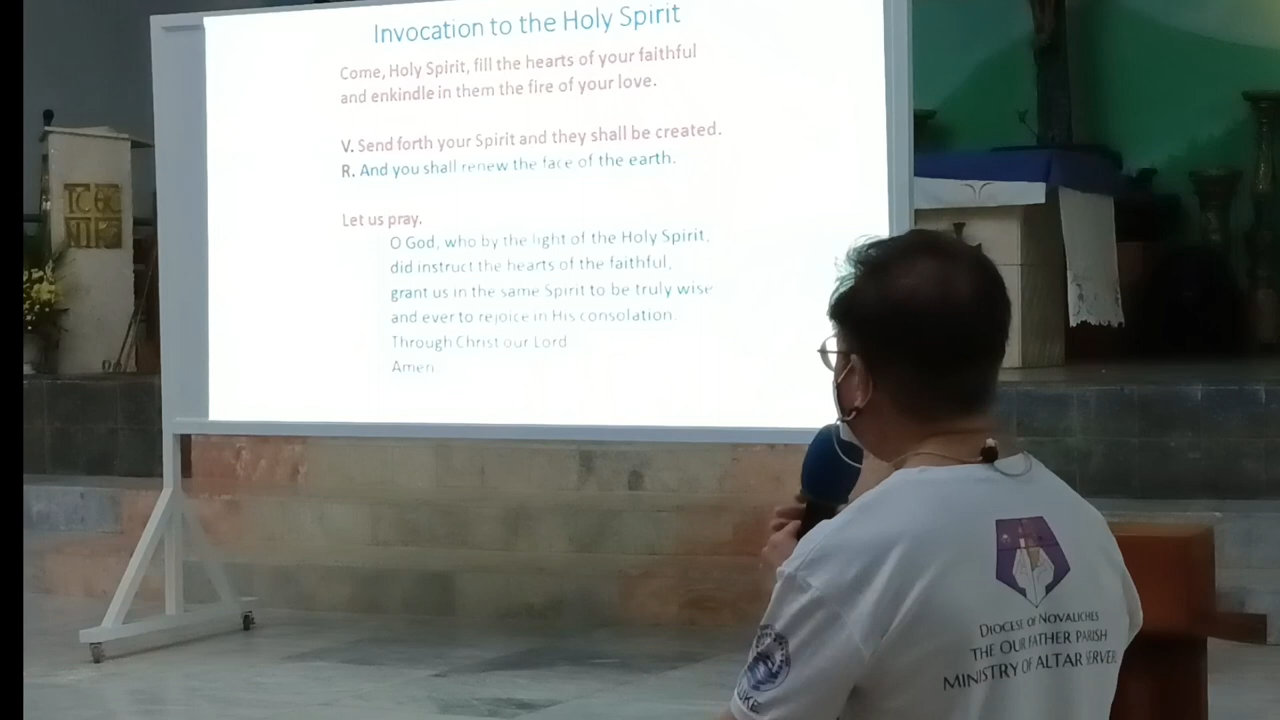 Invocation to the Holy Spirit
Come, Holy Spirit, fill the hearts of your faithful
and enkindle in them the fire of your love.
V. Send forth your Spirit and they shall be created.
R. And you shall renew the face of the earth.
Let us pray.
O God, who by the light of the Holy Spirit,
did instruct the hearts of the faithful,
grant us in the same Spirit to be truly wise
and ever to rejoice in His consolation.
Through Christ our Lord
Amen
DIOCESE OF NOVALICHES
THE OUR FATHER PARISH
MINISTRY OF ALTAR SERVER